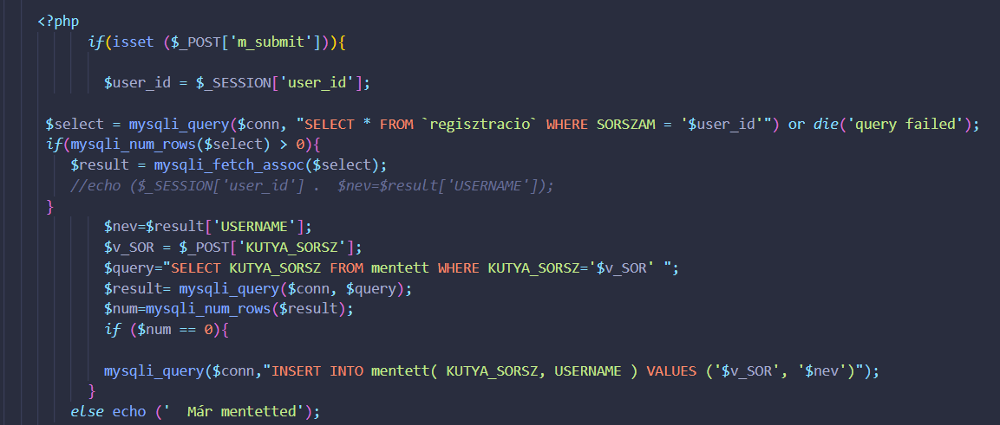 <?php
if(isset ($_POST['m_submit'])){
$user_id = $_SESSION['user_id'];
$select = mysqli_query($conn, "SELECT * FROM `regisztracio` WHERE SORSZAM = '$user_id'") or die('query failed');
if(mysqli_num_rows($select) > 0){
$result = mysqli_fetch_assoc($select);
//echo ($_SESSION['user_id'] .  $nev=$result['USERNAME']);
}
$nev=$result['USERNAME'];
$v_SOR = $_POST['KUTYA_SORSZ'];
$query="SELECT KUTYA_SORSZ FROM mentett WHERE KUTYA_SORSZ='$v_SOR' ";
$result= mysqli_query($conn, $query);
$num=mysqli_num_rows($result);
if ($num == 0){
mysqli_query($conn,"INSERT INTO mentett( KUTYA_SORSZ, USERNAME ) VALUES ('$v_SOR', '$nev')");
}
else echo ('  Már mentetted');